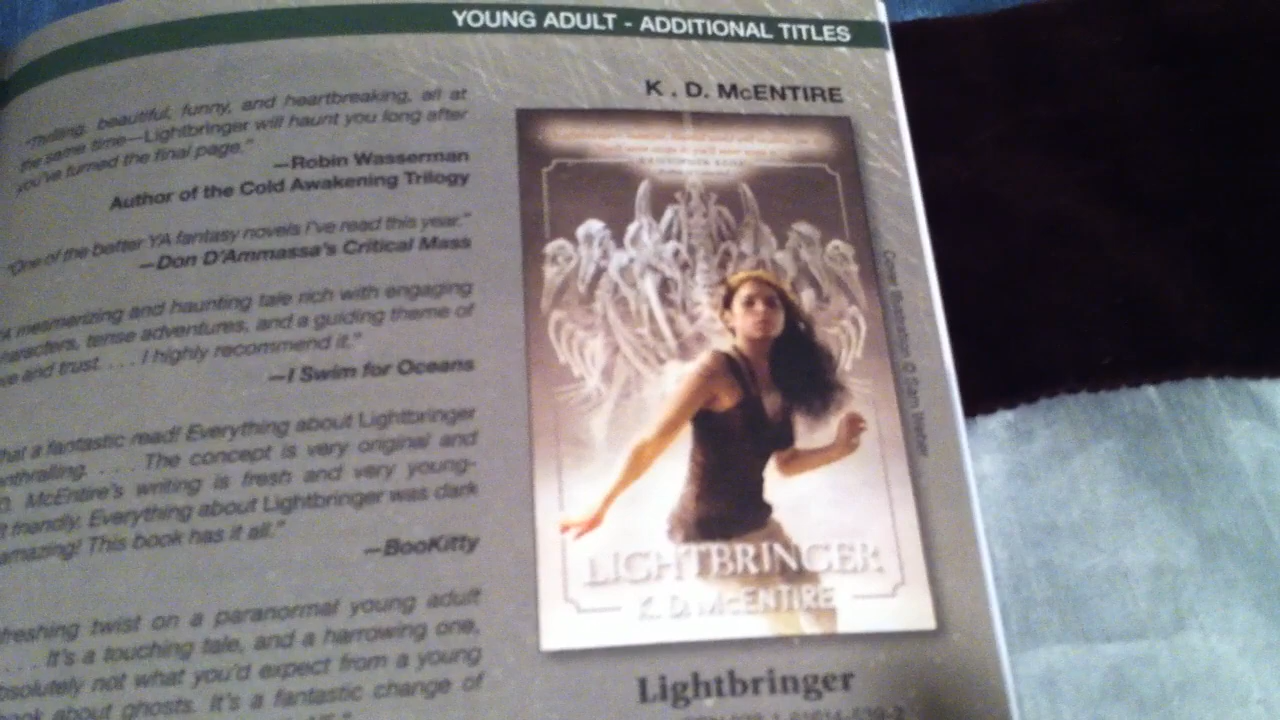 YOUNG ADULT - ADDITIONAL TITLES
beautiful, funny, and heartbreaking, all at
the same time—Lightbringer will haunt you long after
you've turned the final page."
—Robin Wasserman
Author of the Cold Awakening Trilogy
"One of the better YA fantasy novels I've read this year."
—Don D'Ammassa's Critical Mass
"A mesmerizing and haunting tale rich with engaging
characters, tense adventures, and a guiding theme of
and trust. . . . I highly recommend it."
—I Swim for Oceans
a fantastic read! Everything about Lightbringer
enthralling. . . . The concept is very original and
D. McEntire's writing is fresh and very young-
friendly. Everything about Lightbringer was dark
amazing! This book has it all."
—BooKitty
twist on a paranormal young adult
. . . It's a touching tale, and a harrowing one,
not what you'd expect from a young
book about ghosts. It's a fantastic change of
K . D. McENTIRE
LIGHTBRINGER
K. D. McENTIRE
Cover Illustration ©
Lightbringer